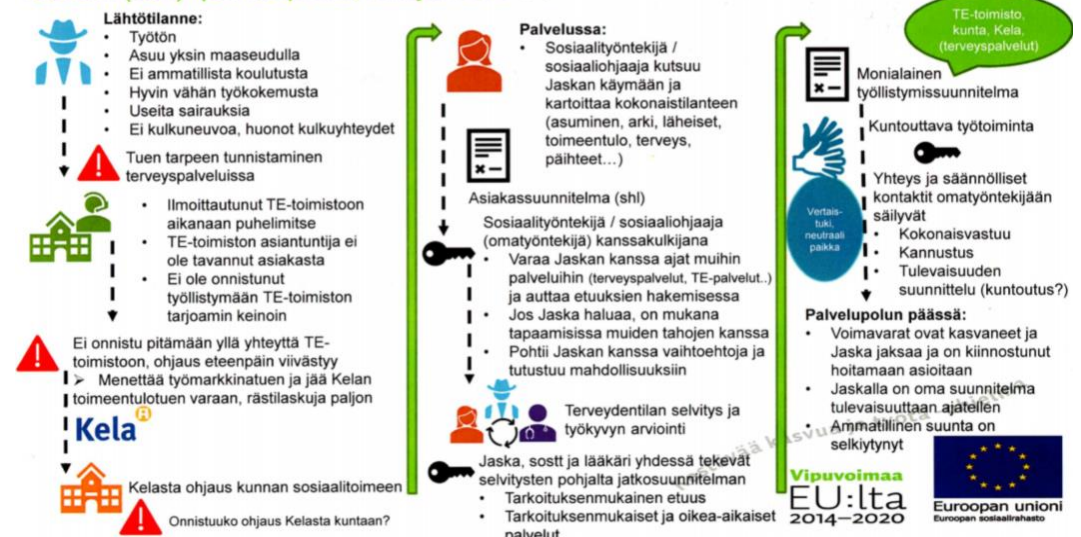 Lähtötilanne:
• Työtön
• Asuu yksin maaseudulla
• Ei ammatillista koulutusta
• Hyvin vähän työkokemusta
• Useita sairauksia
• Ei kulkuneuvoa, huonot kulkuyhteydet
Tuen tarpeen tunnistaminen
terveyspalveluissa
• Ilmoittautunut TE-toimistoon
aikanaan puhelimitse
• TE-toimiston asiantuntija ei
ole tavannut asiakasta
• Ei ole onnistunut
työllistymään TE-toimiston
tarjoamin keinoin
Ei onnistu pitämään yllä yhteyttä TE-
toimistoon, ohjaus eteenpäin viivästyy
➢ Menettää työmarkkinatuen ja jää Kelan
toimeentulotuen varaan, rästilaskuja paljon
Kela
Kelasta ohjaus kunnan sosiaalitoimeen
Onnistuuko ohjaus Kelasta kuntaan?
Palvelussa:
• Sosiaalityöntekijä /
sosiaaliohjaaja kutsuu
Jaskan käymään ja
kartoittaa kokonaistilanteen
(asuminen, arki, läheiset,
toimeentulo, terveys,
päihteet...)
Asiakassuunnitelma (shl)
Sosiaalityöntekijä / sosiaaliohjaaja
(omatyöntekijä) kanssakulkijana
• Varaa Jaskan kanssa ajat muihin
palveluihin (terveyspalvelut, TE-palvelut..)
ja auttaa etuuksien hakemisessa
• Jos Jaska haluaa, on mukana
tapaamisissa muiden tahojen kanssa
• Pohtii Jaskan kanssa vaihtoehtoja ja
tutustuu mahdollisuuksiin
Terveydentilan selvitys ja
työkyvyn arviointi
Jaska, sostt ja lääkäri yhdessä tekevät
selvitysten pohjalta jatkosuunnitelman
• Tarkoituksenmukainen etuus
• Tarkoituksenmukaiset ja oikea-aikaiset
palvelut
TE-toimisto,
kunta, Kela,
(terveyspalvelut)
Monialainen
työllistymissuunnitelma
Kuntouttava työtoiminta
Vertais-
tuki,
neutraali
paikka
Yhteys ja säännölliset
kontaktit omatyöntekijään
säilyvät
• Kokonaisvastuu
• Kannustus
• Tulevaisuuden
suunnittelu (kuntoutus?)
Palvelupolun päässä:
• Voimavarat ovat kasvaneet ja
Jaska jaksaa ja on kiinnostunut
hoitamaan asioitaan
• Jaskalla on oma suunnitelma
tulevaisuuttaan ajatellen
• Ammatillinen suunta on
selkiytynyt
kasvua ja työtä
Vipuvoimaa
EU:lta
2014–2020
Euroopan unioni
Euroopan sosiaalirahasto